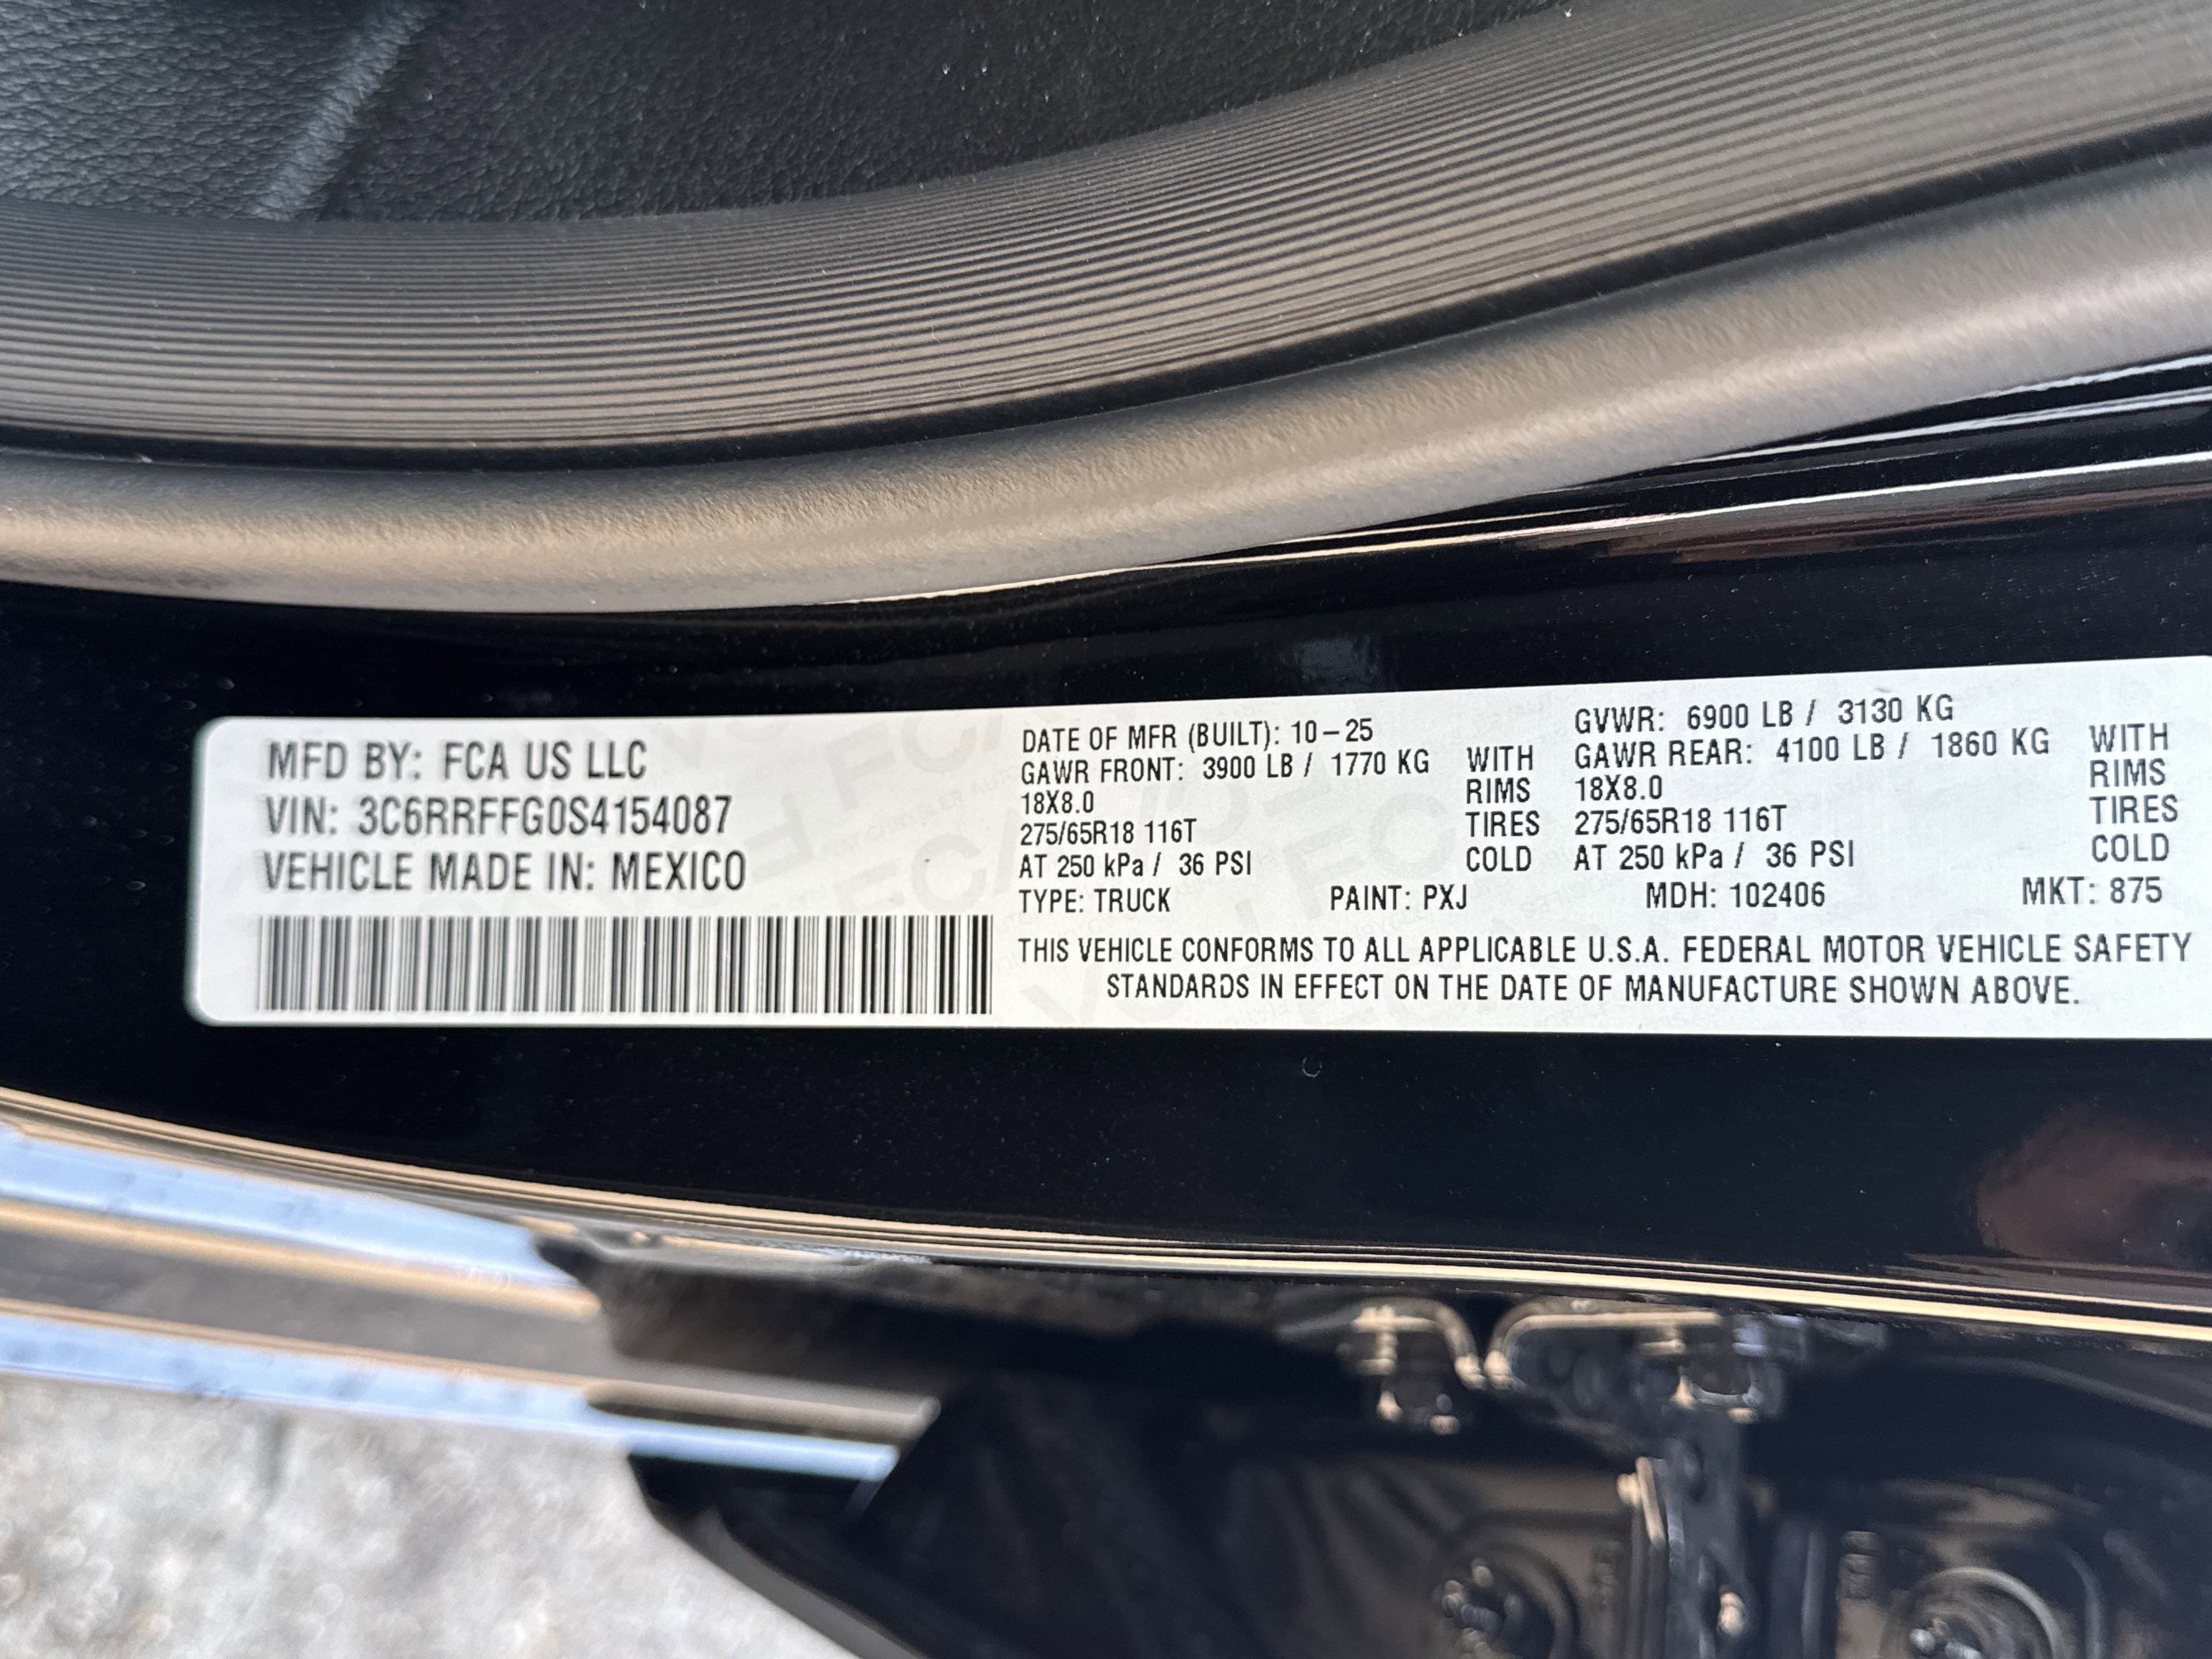 MFD BY: FCA US LLC
VIN: 3C6RRFFG0S4154087
VEHICLE MADE IN: MEXICO
DATE OF MFR (BUILT): 10-25
GAWR FRONT: 3900 LB / 1770 KG WITH
18X8.0 RIMS
275/65R18 116T TIRES
AT 250 kPa / 36 PSI COLD
GVWR: 6900 LB / 3130 KG
GAWR REAR: 4100 LB / 1860 KG WITH
18X8.0 RIMS
275/65R18 116T TIRES
AT 250 kPa / 36 PSI COLD
TYPE: TRUCK PAINT: PXJ MDH: 102406 MKT: 875
THIS VEHICLE CONFORMS TO ALL APPLICABLE U.S.A. FEDERAL MOTOR VEHICLE SAFETY
STANDARDS IN EFFECT ON THE DATE OF MANUFACTURE SHOWN ABOVE.